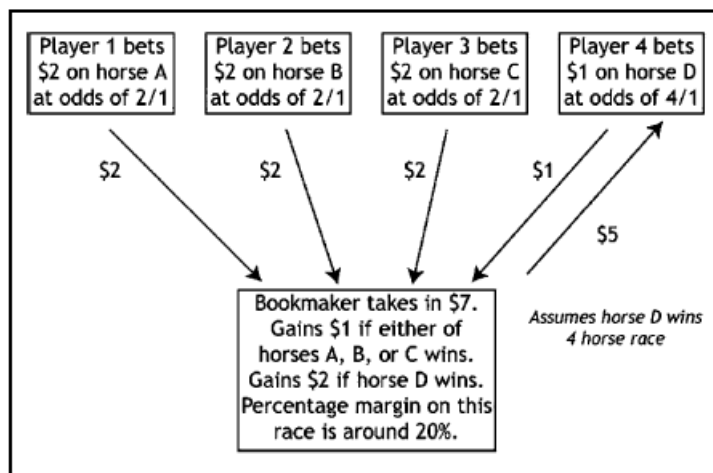 Player 1 bets
$2 on horse A
at odds of 2/1
Player 2 bets
$2 on horse B
at odds of 2/1
Player 3 bets
$2 on horse C
at odds of 2/1
Player 4 bets
$1 on horse D
at odds of 4/1
$2
$2
$2
$1
$5
Bookmaker takes in $7.
Gains $1 if either of
horses A, B, or C wins.
Gains $2 if horse D wins.
Percentage margin on this
race is around 20%.
Assumes horse D wins
4 horse race